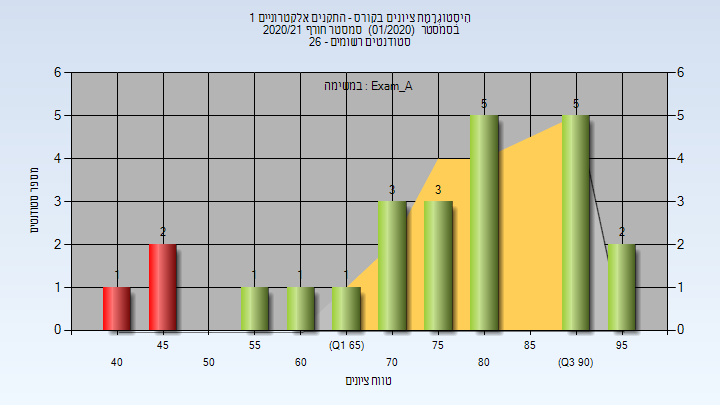 היסטוגרמת ציונים בקורס - התקנים אלקטרוניים 1
בסמסטר (01/2020) סמסטר חורף 2020/21
סטודנטים רשומים - 26
במשימה : Exam_A
מספר סטודנטים
6 6
5 5
4 4
3 3
2 2
1 1
0 0
1 2 1 1 1 3 3 5 5 2
45 55 (Q1 65) 75 85 95
40 50 60 70 80 (Q3 90)
טווח ציונים